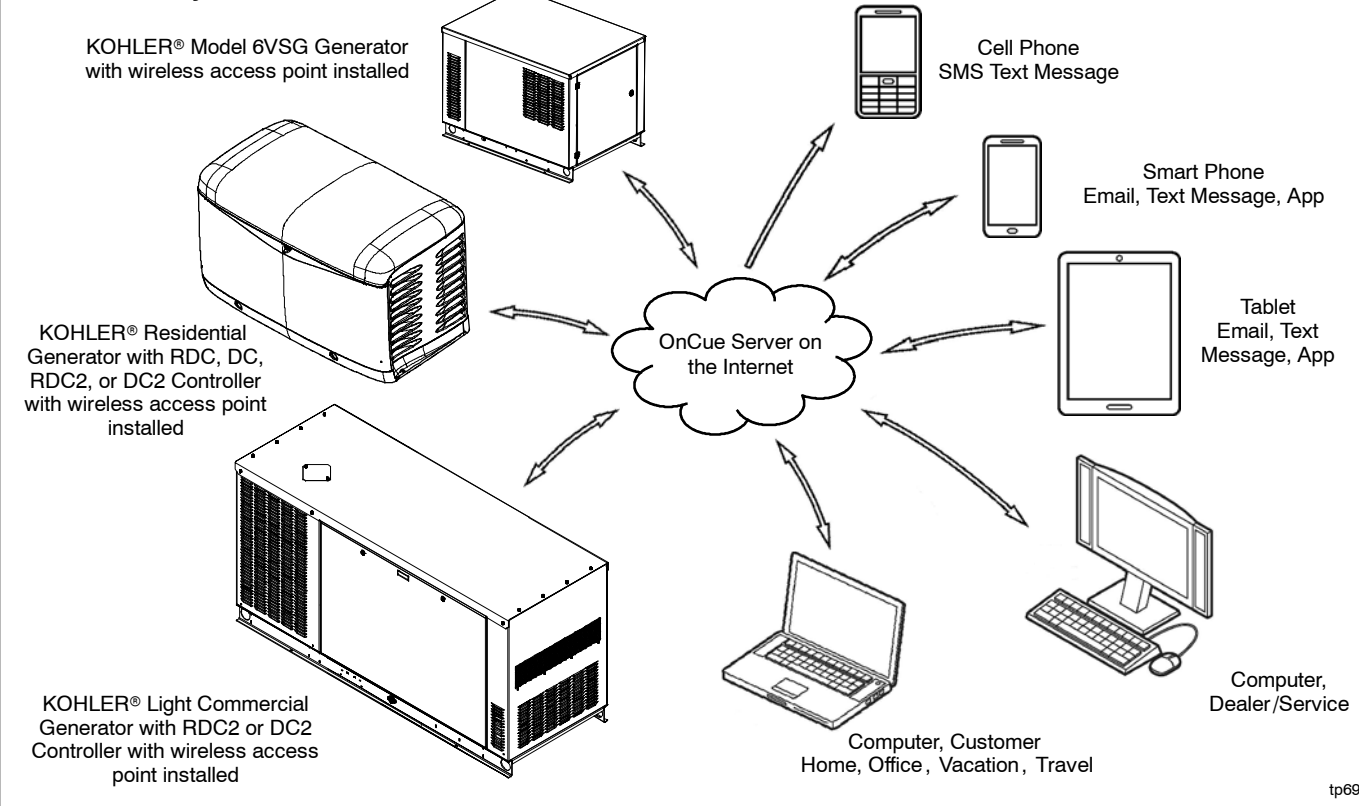 KOHLER® Model 6VSG Generator
with wireless access point installed
Cell Phone
SMS Text Message
Smart Phone
Email, Text Message, App
Tablet
Email, Text
Message, App
OnCue Server on
the Internet
KOHLER® Residential
Generator with RDC, DC,
RDC2, or DC2 Controller
with wireless access point
installed
KOHLER® Light Commercial
Generator with RDC2 or DC2
Controller with wireless access
point installed
Computer, Customer
Home, Office, Vacation, Travel
Computer,
Dealer/Service
tp69